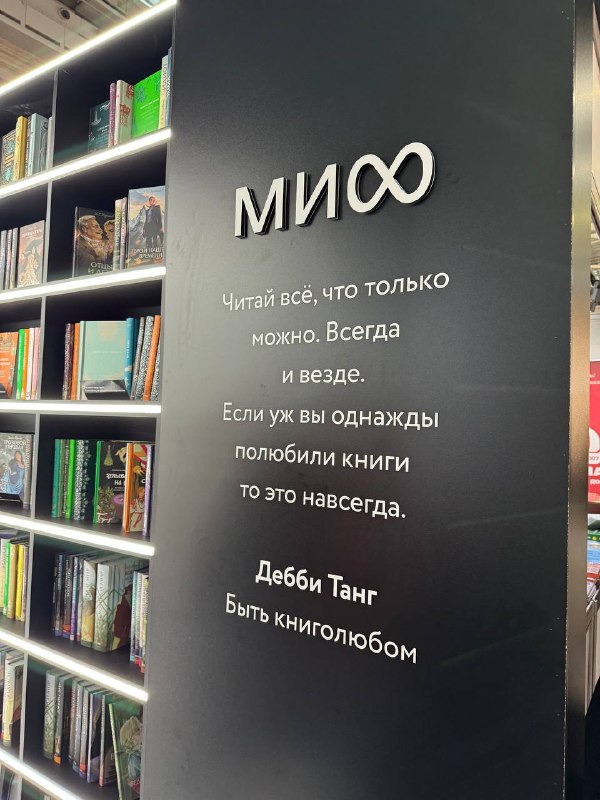 МИФ
Читай всё, что только
можно. Всегда
и везде.
Если уж вы однажды
полюбили книги
то это навсегда.
Дебби Танг
Быть книголюбом